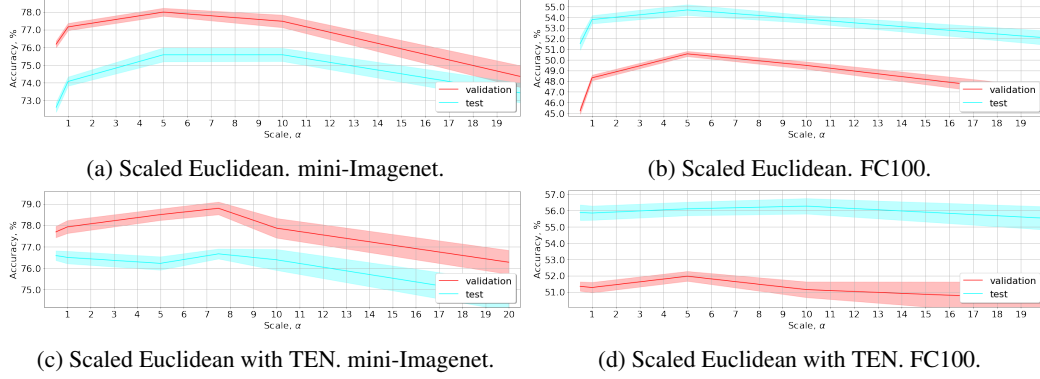 78.0
77.0
76.0
75.0
74.0
73.0
Accuracy, %
1 2 3 4 5 6 7 8 9 10 11 12 13 14 15 16 17 18 19
Scale, α
validation
test
(a) Scaled Euclidean. mini-Imagenet.
55.0
54.0
53.0
52.0
51.0
50.0
49.0
48.0
47.0
46.0
45.0
Accuracy, %
1 2 3 4 5 6 7 8 9 10 11 12 13 14 15 16 17 18 19
Scale, α
validation
test
(b) Scaled Euclidean. FC100.
79.0
78.0
77.0
76.0
75.0
Accuracy, %
1 2 3 4 5 6 7 8 9 10 11 12 13 14 15 16 17 18 19 20
Scale, α
validation
test
(c) Scaled Euclidean with TEN. mini-Imagenet.
57.0
56.0
55.0
54.0
53.0
52.0
51.0
Accuracy, %
1 2 3 4 5 6 7 8 9 10 11 12 13 14 15 16 17 18 19
Scale, α
validation
test
(d) Scaled Euclidean with TEN. FC100.